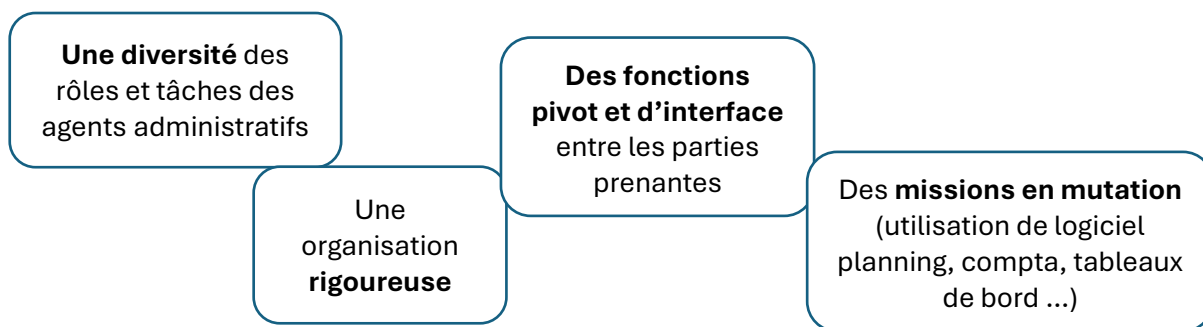 Une diversité des
rôles et tâches des
agents administratifs
Une
organisation
rigoureuse
Des fonctions
pivot et d’interface
entre les parties
prenantes
Des missions en mutation
(utilisation de logiciel
planning, compta, tableaux
de bord ...)